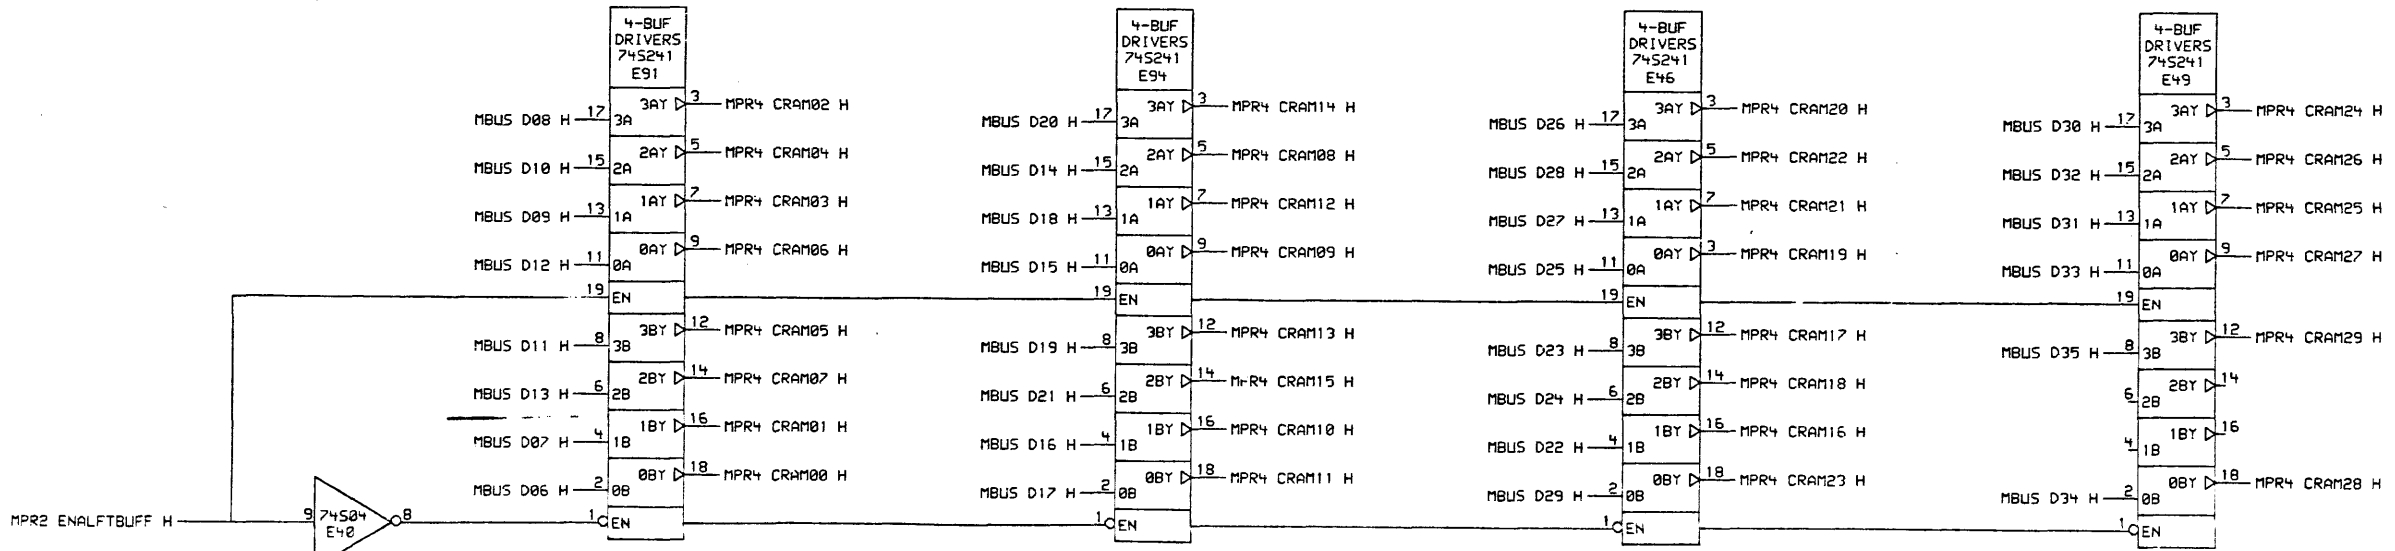 4-BUF
DRIVERS
74S241
E91
MBUS D08 H 17 3A 3AY 3 MPR4 CRAM02 H
MBUS D10 H 15 2A 2AY 5 MPR4 CRAM04 H
MBUS D09 H 13 1A 1AY 7 MPR4 CRAM03 H
MBUS D12 H 11 0A 0AY 9 MPR4 CRAM06 H
19 EN
MBUS D11 H 8 3B 3BY 12 MPR4 CRAM05 H
MBUS D13 H 6 2B 2BY 14 MPR4 CRAM07 H
MBUS D07 H 4 1B 1BY 16 MPR4 CRAM01 H
MBUS D06 H 2 0B 0BY 18 MPR4 CRAM00 H
MPR2 ENALFTBUFF H 9 74S04 8 1 EN
E40
4-BUF
DRIVERS
74S241
E94
MBUS D20 H 17 3A 3AY 3 MPR4 CRAM14 H
MBUS D14 H 15 2A 2AY 5 MPR4 CRAM08 H
MBUS D18 H 13 1A 1AY 7 MPR4 CRAM12 H
MBUS D15 H 11 0A 0AY 9 MPR4 CRAM09 H
19 EN
MBUS D19 H 8 3B 3BY 12 MPR4 CRAM13 H
MBUS D21 H 6 2B 2BY 14 MPR4 CRAM15 H
MBUS D16 H 4 1B 1BY 16 MPR4 CRAM10 H
MBUS D17 H 2 0B 0BY 18 MPR4 CRAM11 H
1 EN
4-BUF
DRIVERS
74S241
E46
MBUS D26 H 17 3A 3AY 3 MPR4 CRAM20 H
MBUS D28 H 15 2A 2AY 5 MPR4 CRAM22 H
MBUS D27 H 13 1A 1AY 7 MPR4 CRAM21 H
MBUS D25 H 11 0A 0AY 3 MPR4 CRAM19 H
19 EN
MBUS D23 H 8 3B 3BY 12 MPR4 CRAM17 H
MBUS D24 H 6 2B 2BY 14 MPR4 CRAM18 H
MBUS D22 H 4 1B 1BY 16 MPR4 CRAM16 H
MBUS D29 H 2 0B 0BY 18 MPR4 CRAM23 H
1 EN
4-BUF
DRIVERS
74S241
E49
MBUS D30 H 17 3A 3AY 3 MPR4 CRAM24 H
MBUS D32 H 15 2A 2AY 5 MPR4 CRAM26 H
MBUS D31 H 13 1A 1AY 7 MPR4 CRAM25 H
MBUS D33 H 11 0A 0AY 9 MPR4 CRAM27 H
19 EN
MBUS D35 H 8 3B 3BY 12 MPR4 CRAM29 H
6 2B 2BY 14
4 1B 1BY 16
MBUS D34 H 2 0B 0BY 18 MPR4 CRAM28 H
1 EN